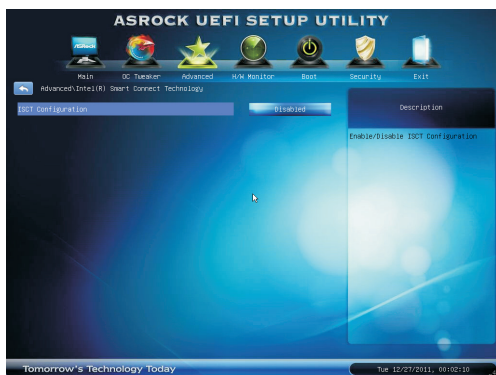 ASROCK UEFI SETUP UTILITY
ASRock
Main OC Tweaker Advanced H/W Monitor Boot Security Exit
Advanced\Intel(R) Smart Connect Technology
ISCT Configuration Disabled
Description
Enable/Disable ISCT Configuration
Tomorrow's Technology Today
Tue 12/27/2011, 00:02:10